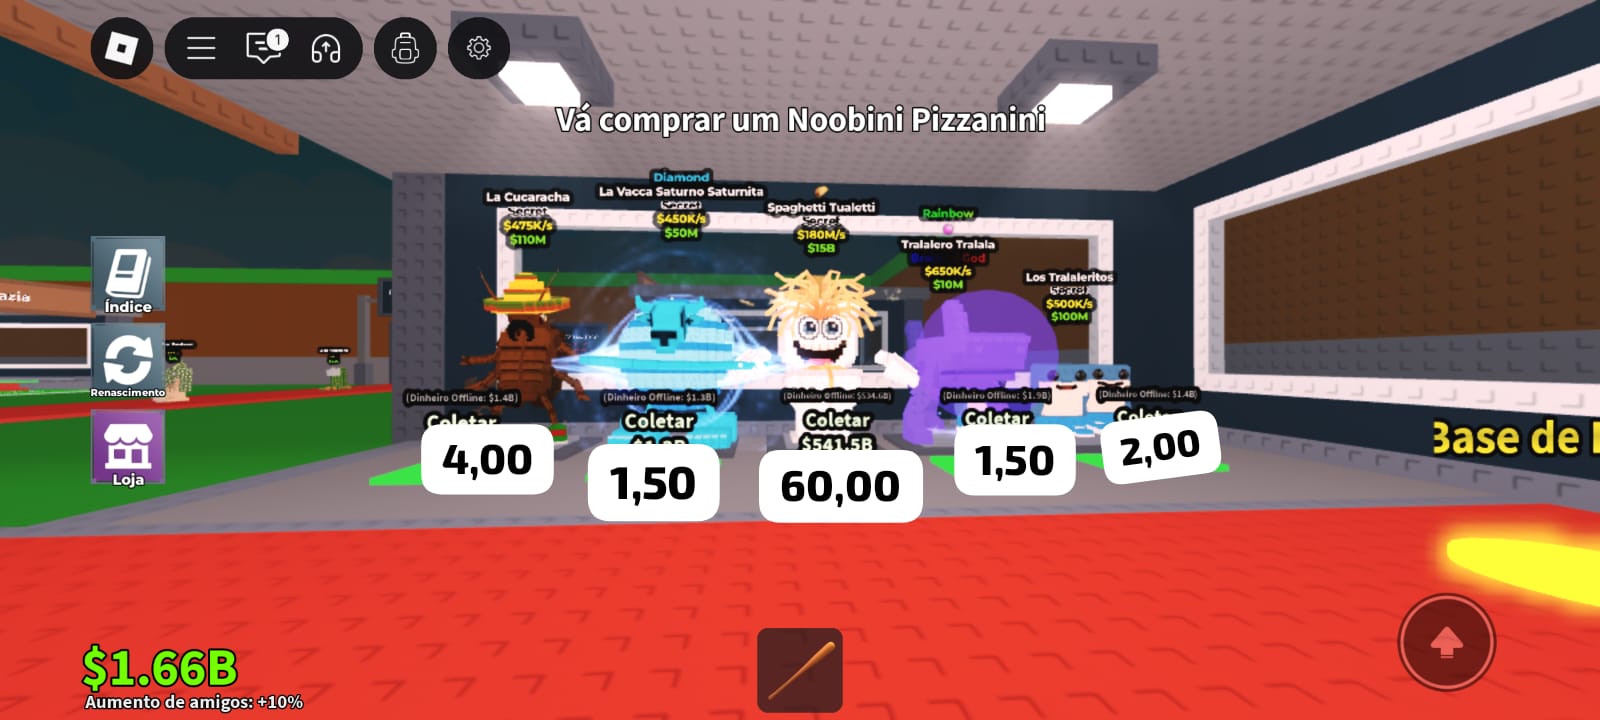 1
Vá comprar um Noobini Pizzanini
La Cucaracha
Secret
$475K/s
$110M
Diamond
La Vacca Saturno Saturnita
Secret
$450K/s
$50M
Spaghetti Tualetti
Secret
$180M/s
$15B
Rainbow
Tralalero Tralala
God
$650K/s
$10M
Los Tralaleritos
Secret
$500K/s
$100M
Índice
Renascimento
Loja
(Dinheiro Offline: $1.4B)
Coletar
4,00
(Dinheiro Offline: $1.3B)
Coletar
1,50
(Dinheiro Offline: $534.6B)
Coletar
$541.5B
60,00
(Dinheiro Offline: $1.9B)
Coletar
1,50
(Dinheiro Offline: $1.4B)
Coletar
2,00
Base de
$1.66B
Aumento de amigos: +10%